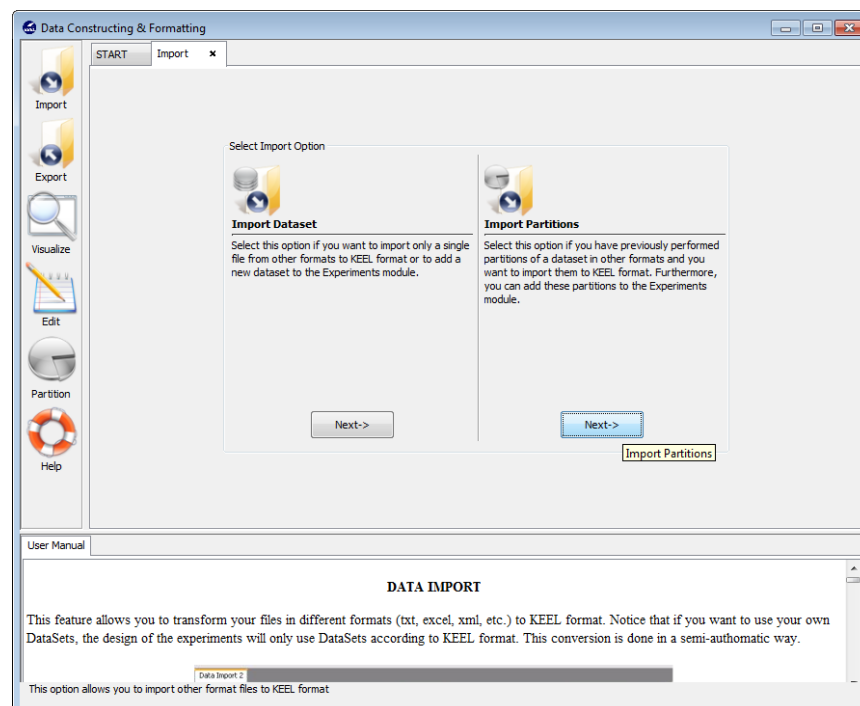 Data Constructing & Formatting
START
Import
Import
Export
Visualize
Edit
Partition
Help
Select Import Option
Import Dataset
Select this option if you want to import only a single
file from other formats to KEEL format or to add a
new dataset to the Experiments module.
Next->
Import Partitions
Select this option if you have previously performed
partitions of a dataset in other formats and you
want to import them to KEEL format. Furthermore,
you can add these partitions to the Experiments
module.
Next->
Import Partitions
User Manual
DATA IMPORT
This feature allows you to transform your files in different formats (txt, excel, xml, etc.) to KEEL format. Notice that if you want to use your own
DataSets, the design of the experiments will only use DataSets according to KEEL format. This conversion is done in a semi-authomatic way.
Data Import 2
This option allows you to import other format files to KEEL format